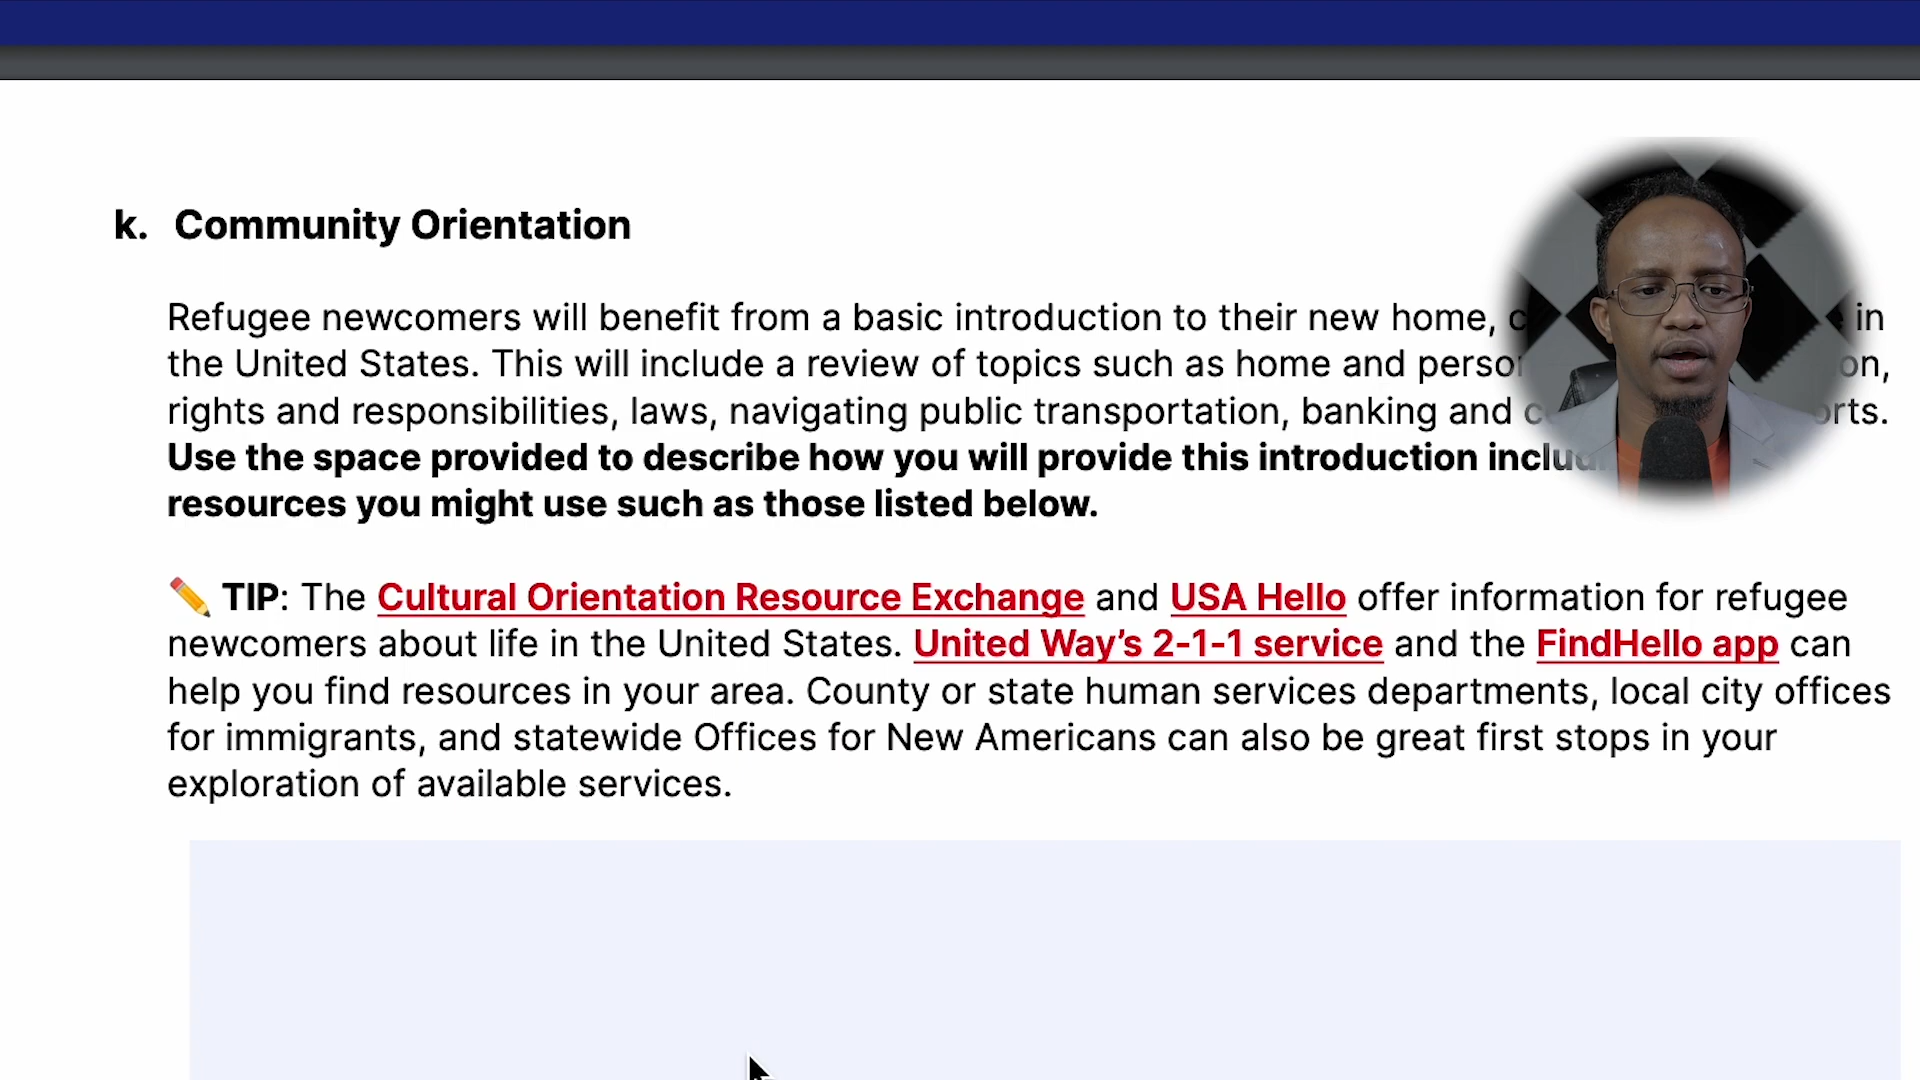 k. Community Orientation
Refugee newcomers will benefit from a basic introduction to their new home, in
the United States. This will include a review of topics such as home and
rights and responsibilities, laws, navigating public transportation, banking and
Use the space provided to describe how you will provide this introduction
resources you might use such as those listed below.
✏️ TIP: The Cultural Orientation Resource Exchange and USA Hello offer information for refugee
newcomers about life in the United States. United Way’s 2-1-1 service and the FindHello app can
help you find resources in your area. County or state human services departments, local city offices
for immigrants, and statewide Offices for New Americans can also be great first stops in your
exploration of available services.